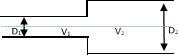 D₁ V₁ V₂ D₂